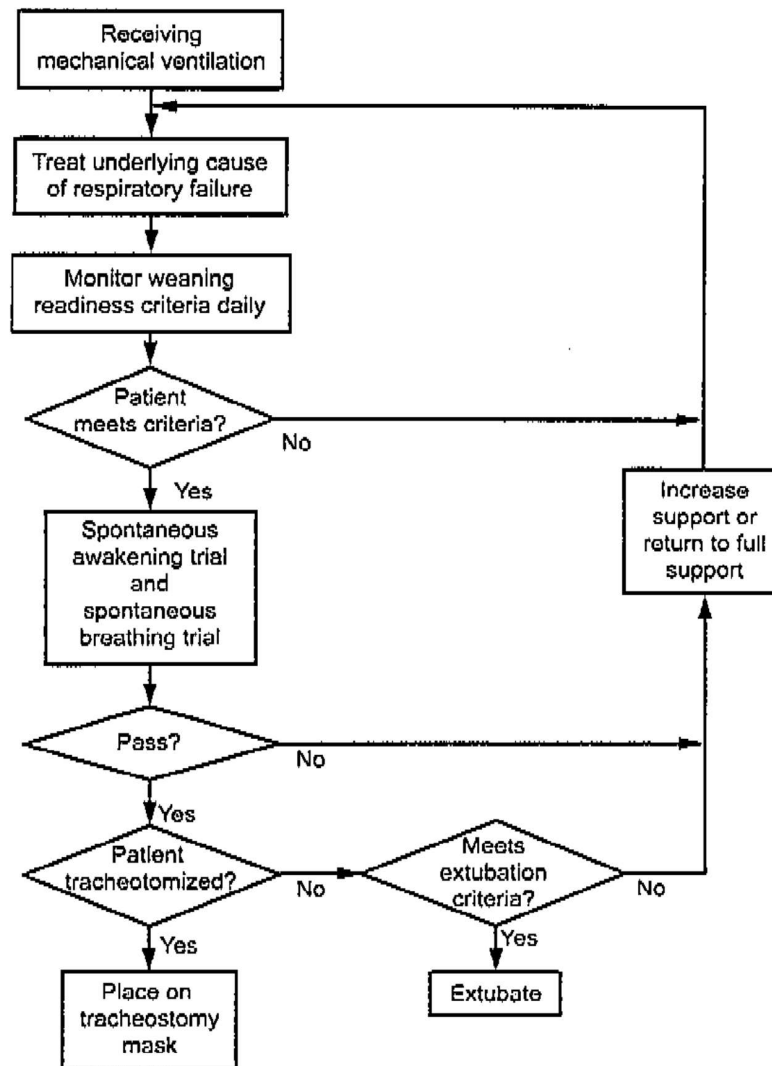 Receiving
mechanical ventilation
Treat underlying cause
of respiratory failure
Monitor weaning
readiness criteria daily
Patient
meets criteria?
No
Yes
Increase
support or
return to full
support
Spontaneous
awakening trial
and
spontaneous
breathing trial
Pass?
No
Yes
Patient
tracheotomized?
No
Meets
extubation
criteria?
No
Yes
Yes
Place on
tracheostomy
mask
Extubate